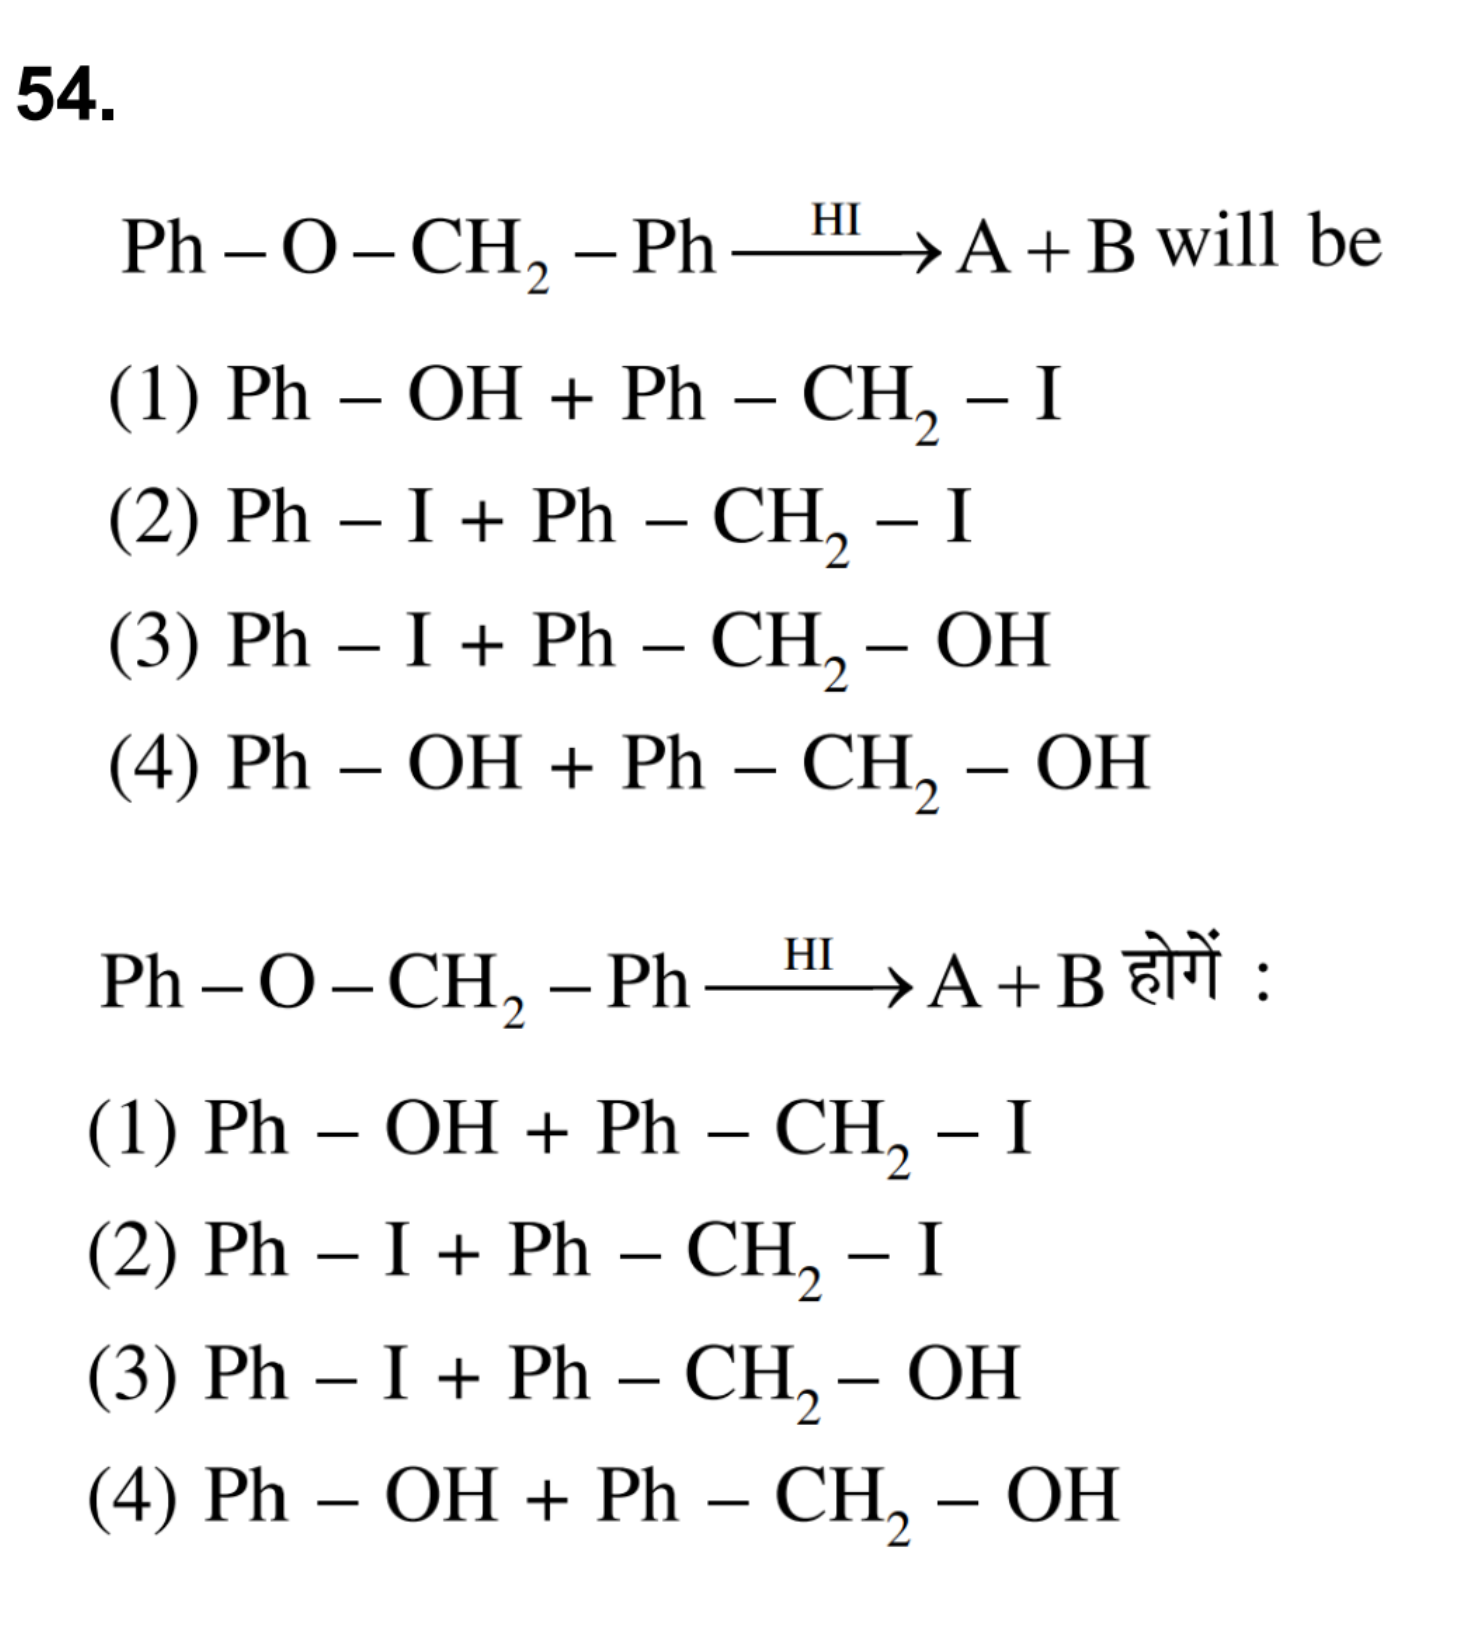 54.
Ph – O – CH₂ – Ph —HI→ A + B will be
(1) Ph – OH + Ph – CH₂ – I
(2) Ph – I + Ph – CH₂ – I
(3) Ph – I + Ph – CH₂ – OH
(4) Ph – OH + Ph – CH₂ – OH
Ph – O – CH₂ – Ph —HI→ A + B होगें :
(1) Ph – OH + Ph – CH₂ – I
(2) Ph – I + Ph – CH₂ – I
(3) Ph – I + Ph – CH₂ – OH
(4) Ph – OH + Ph – CH₂ – OH